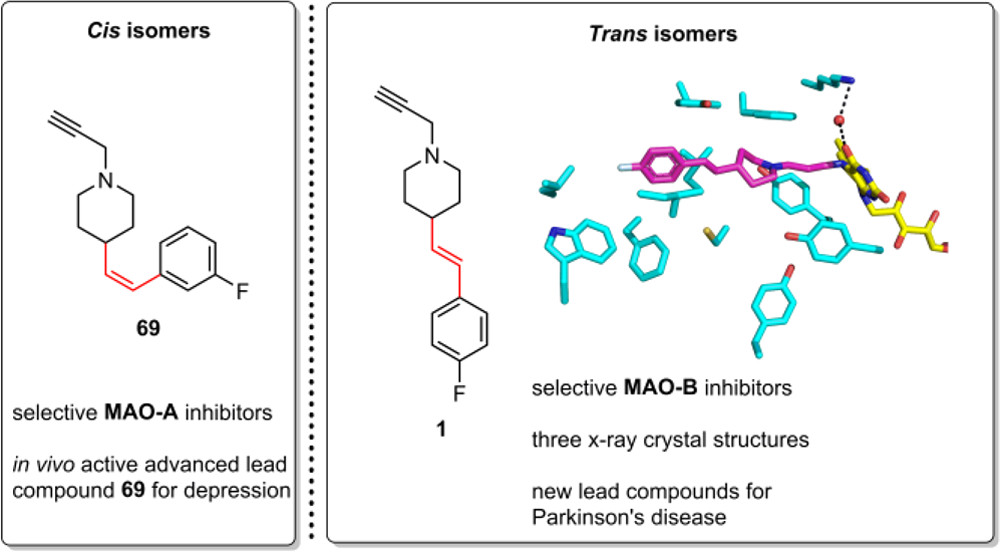 Cis isomers
N
F
69
selective MAO-A inhibitors
in vivo active advanced lead
compound 69 for depression
Trans isomers
N
F
1
selective MAO-B inhibitors
three x-ray crystal structures
new lead compounds for
Parkinson's disease